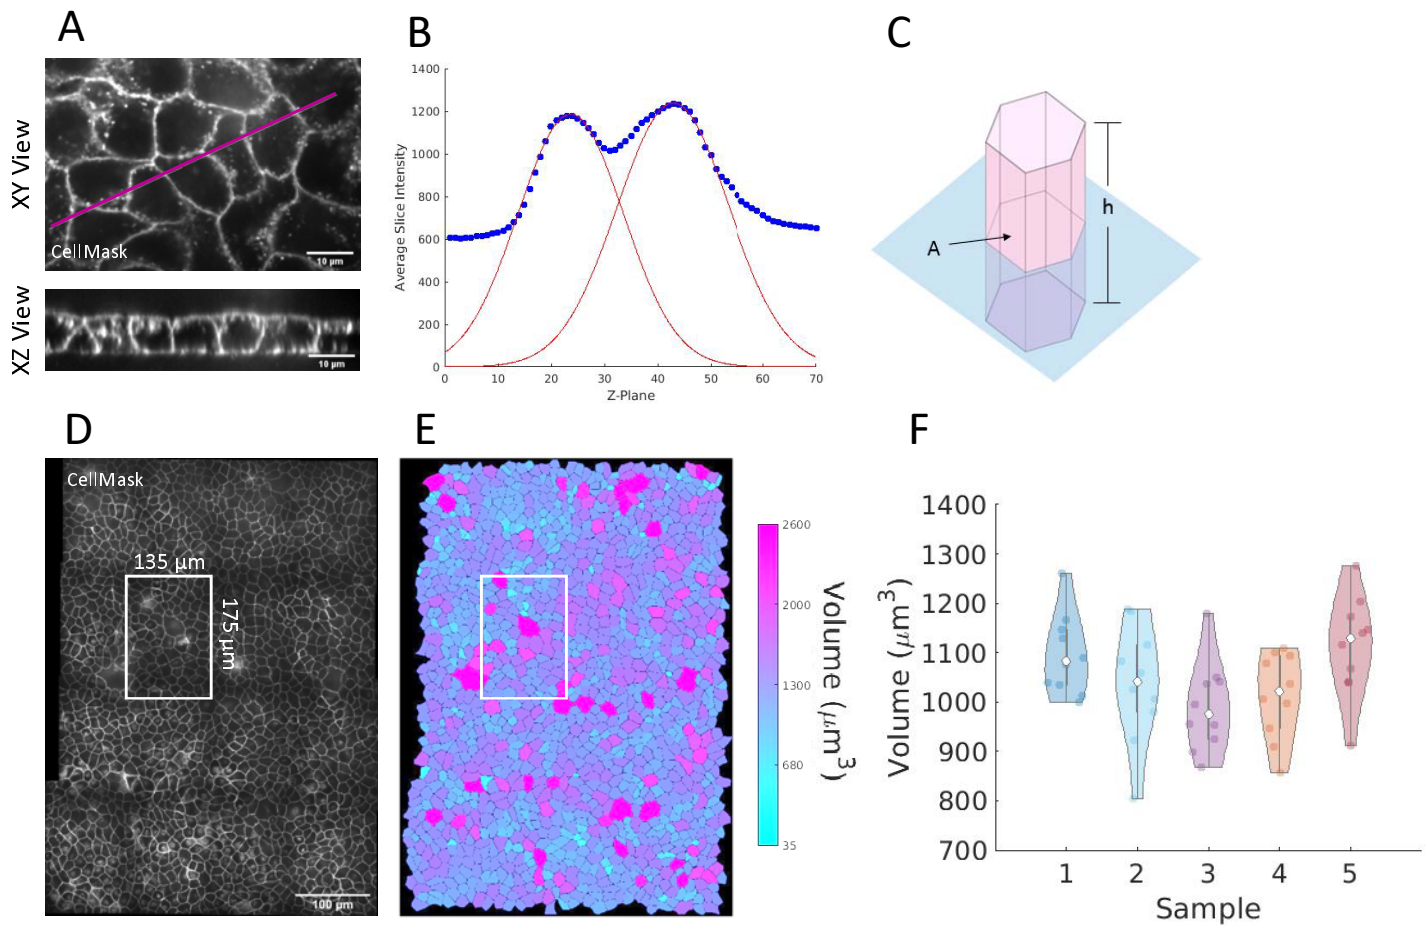 A
XY View
CellMask
10 µm
XZ View
10 µm
B
1400
1200
1000
800
600
400
200
0
0 10 20 30 40 50 60 70
Average Slice Intensity
Z-Plane
C
h
A
D
CellMask
135 µm
175 µm
100 µm
E
2600
2000
1300
680
35
Volume (µm³)
F
1400
1300
1200
1100
1000
900
800
700
Volume (µm³)
1 2 3 4 5
Sample